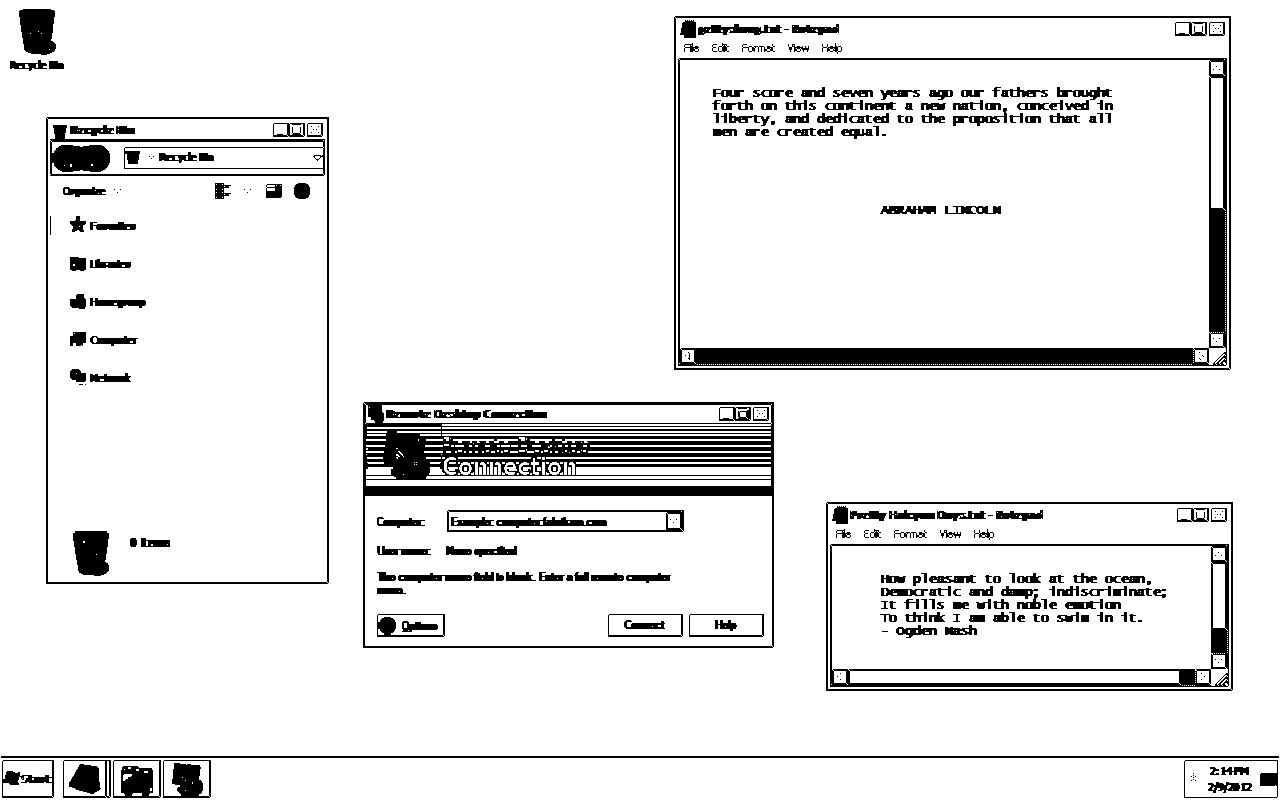 Recycle Bin
gettysburg.txt - Notepad
File Edit Format View Help
Four score and seven years ago our fathers brought
forth on this continent a new nation, conceived in
liberty, and dedicated to the proposition that all
men are created equal.
ABRAHAM LINCOLN
Recycle Bin
Recycle Bin
Organize
Favorites
Libraries
Homegroup
Computer
Network
0 items
Remote Desktop Connection
Remote Desktop
Connection
Computer:
Example: computer.fabrikam.com
User name: None specified
The computer name field is blank. Enter a full remote computer
name.
Options
Connect
Help
Pretty Halcyon Days.txt - Notepad
File Edit Format View Help
How pleasant to look at the ocean,
Democratic and damp; indiscriminate;
It fills me with noble emotion
To think I am able to swim in it.
- Ogden Nash
Start
2:14 PM
2/9/2012